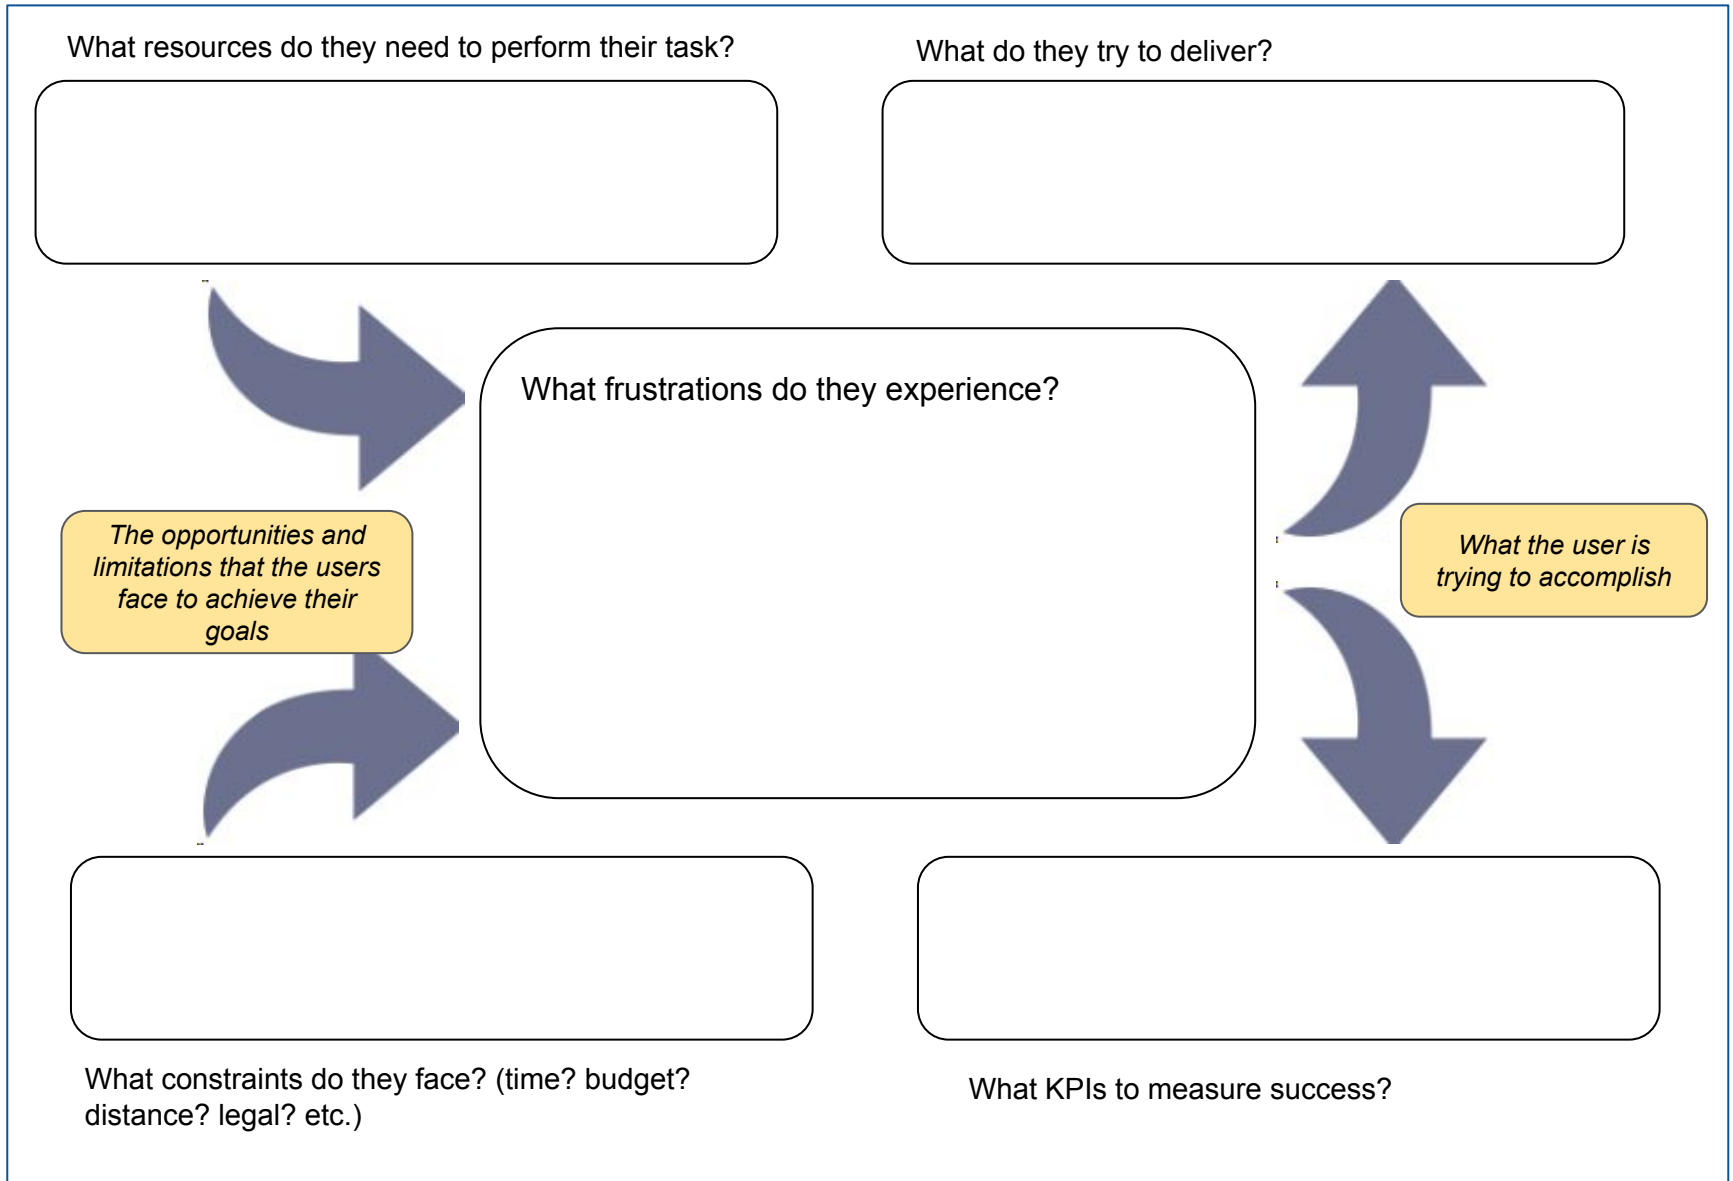 What resources do they need to perform their task?
What do they try to deliver?
What frustrations do they experience?
The opportunities and
limitations that the users
face to achieve their
goals
What the user is
trying to accomplish
What constraints do they face? (time? budget?
distance? legal? etc.)
What KPIs to measure success?